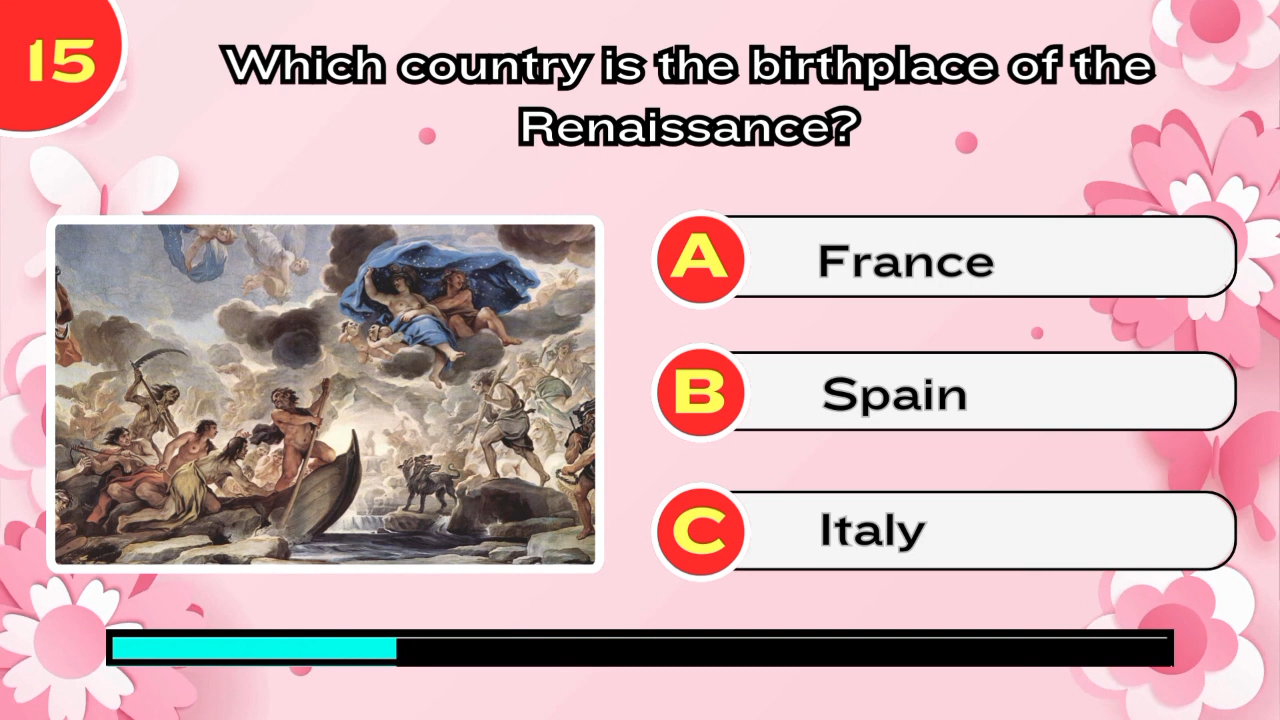 15
Which country is the birthplace of the
Renaissance?
A France
B Spain
C Italy